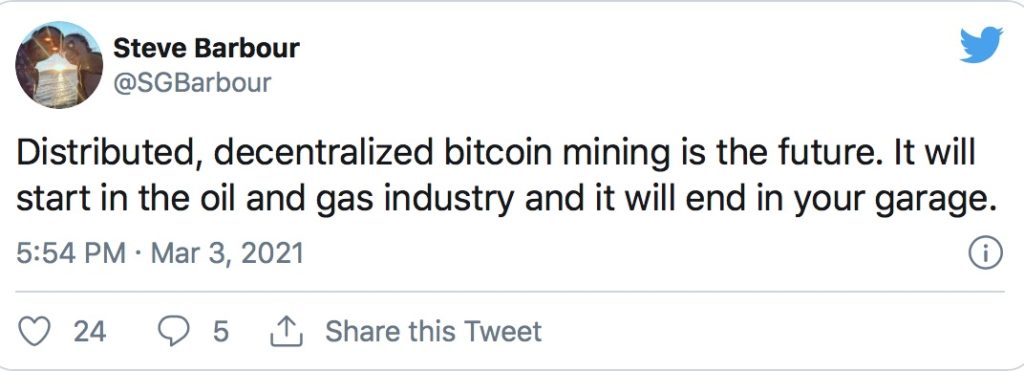 Steve Barbour
@SGBarbour
Distributed, decentralized bitcoin mining is the future. It will
start in the oil and gas industry and it will end in your garage.
5:54 PM · Mar 3, 2021
24 5 Share this Tweet